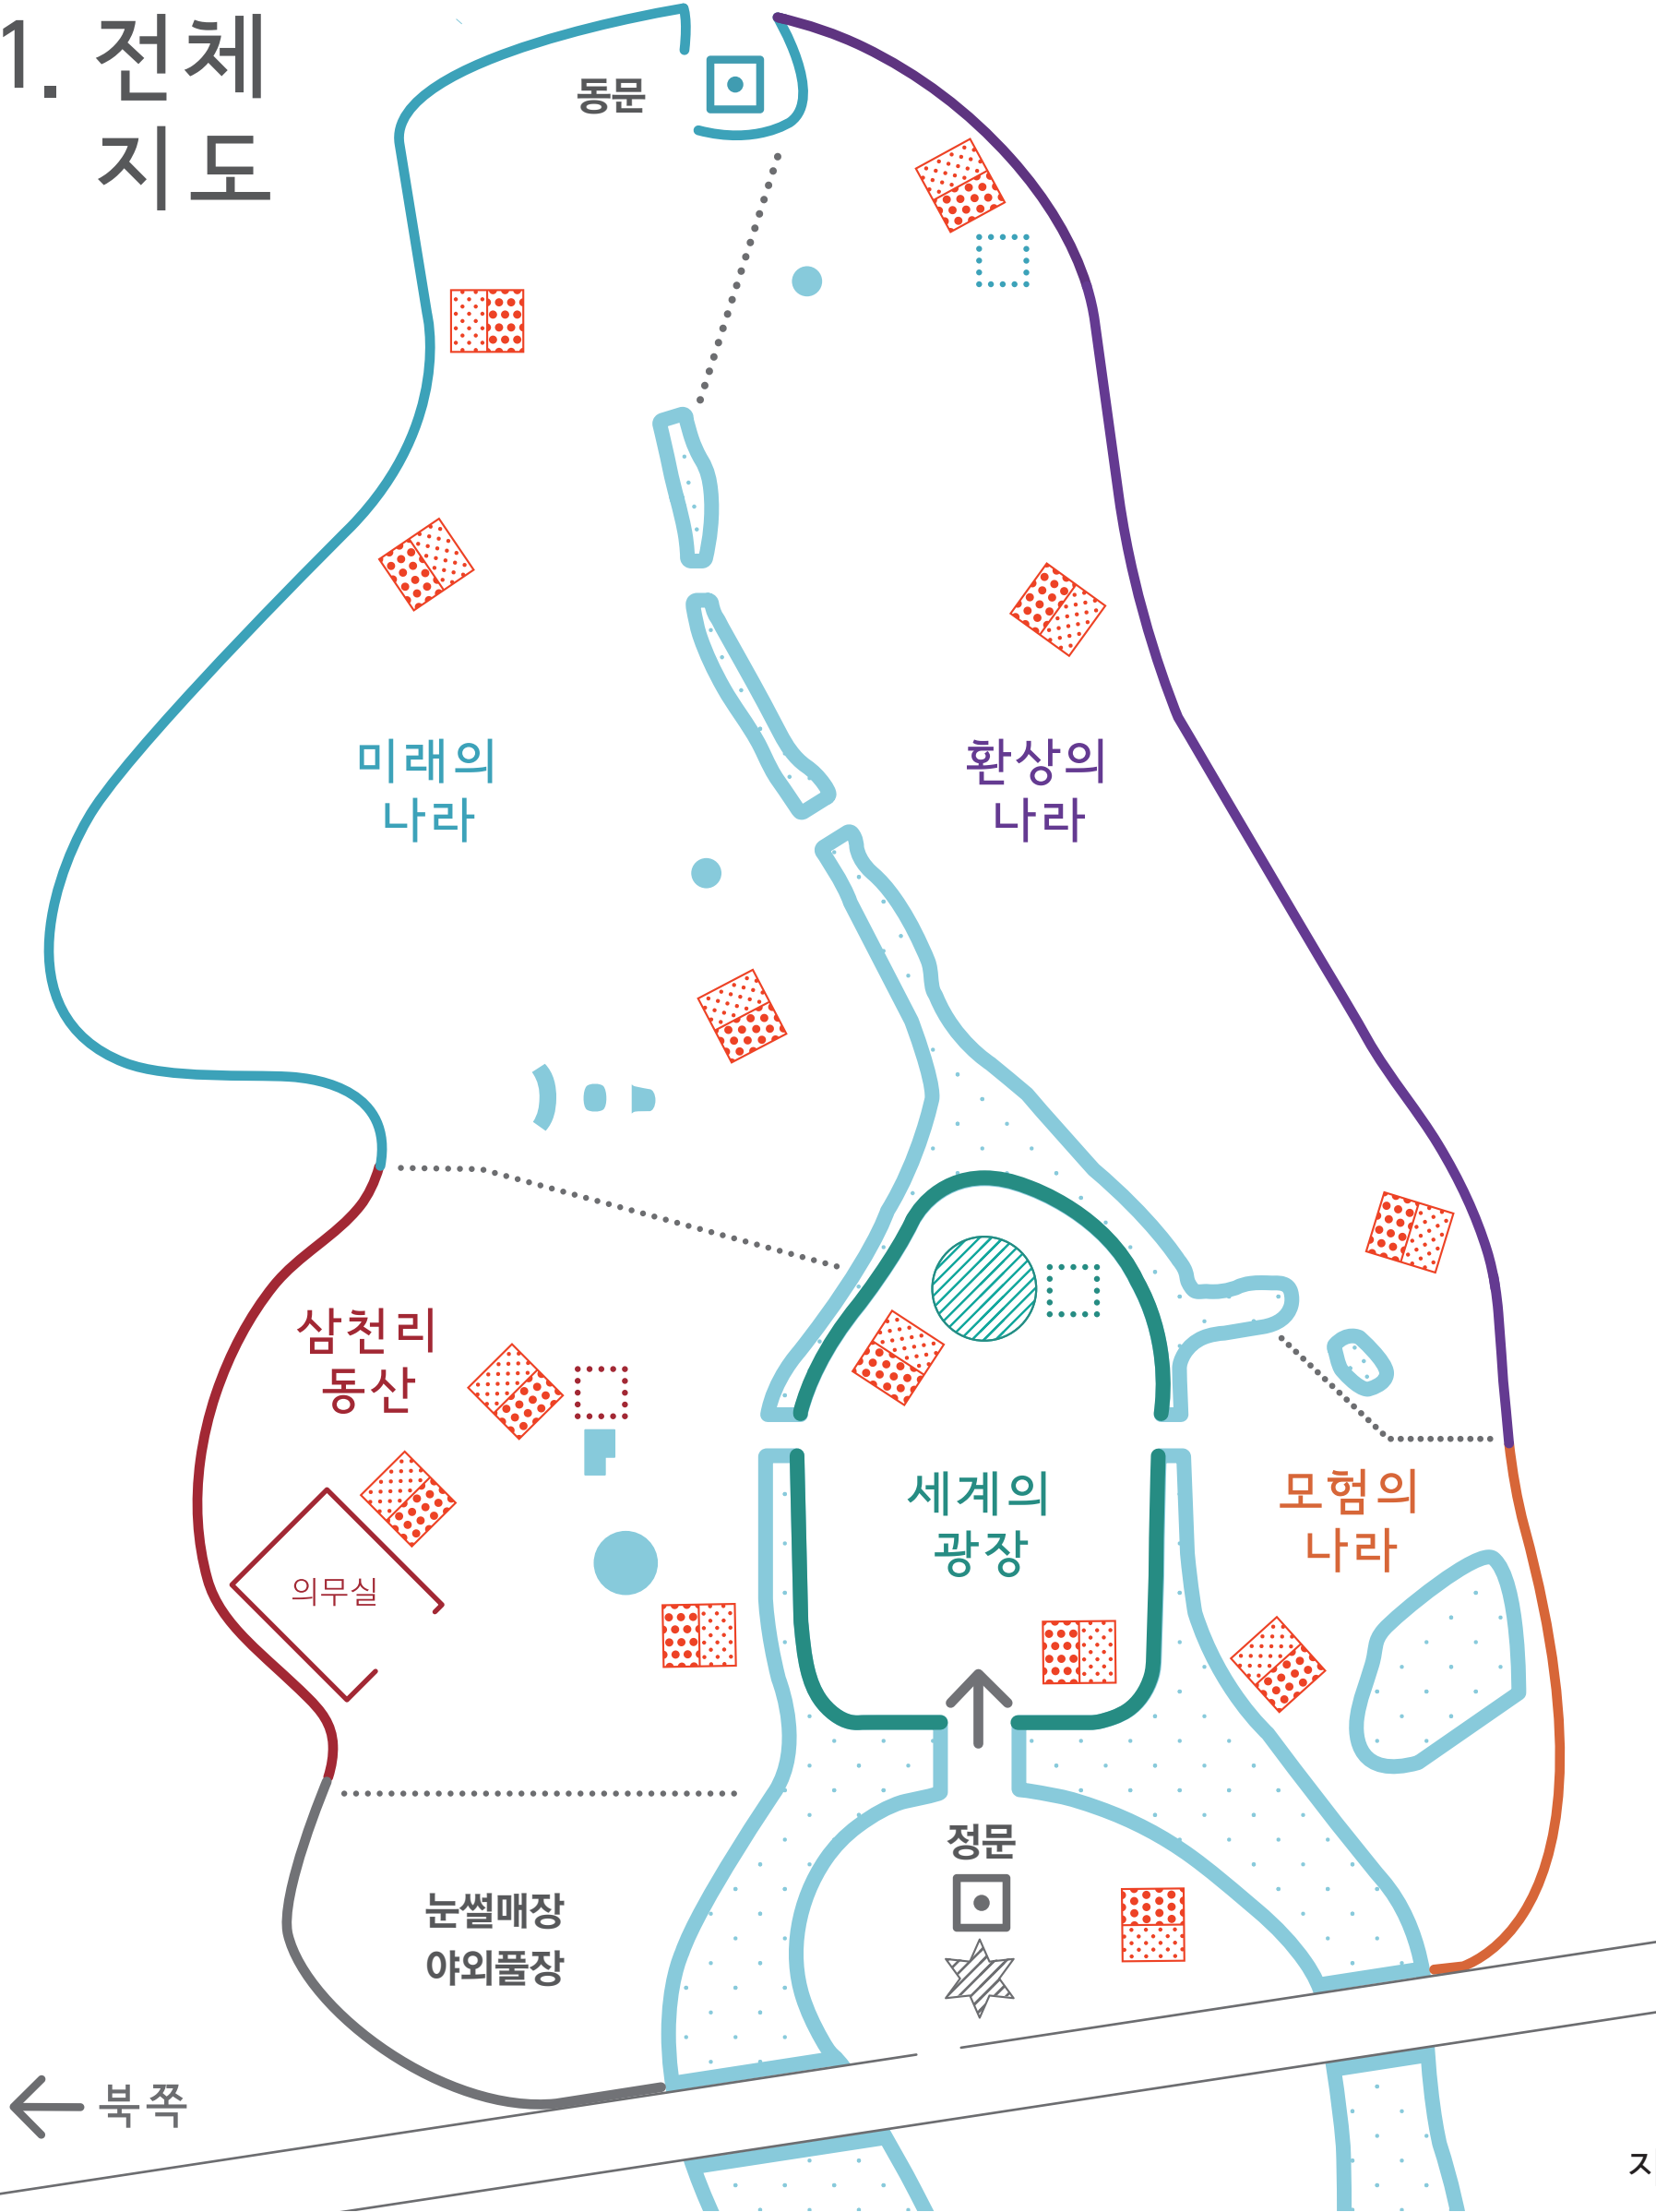 1. 전체
지도
동문
미래의
나라
환상의
나라
삼천리
동산
의무실
세계의
광장
모험의
나라
정문
눈썰매장
야외풀장
북쪽